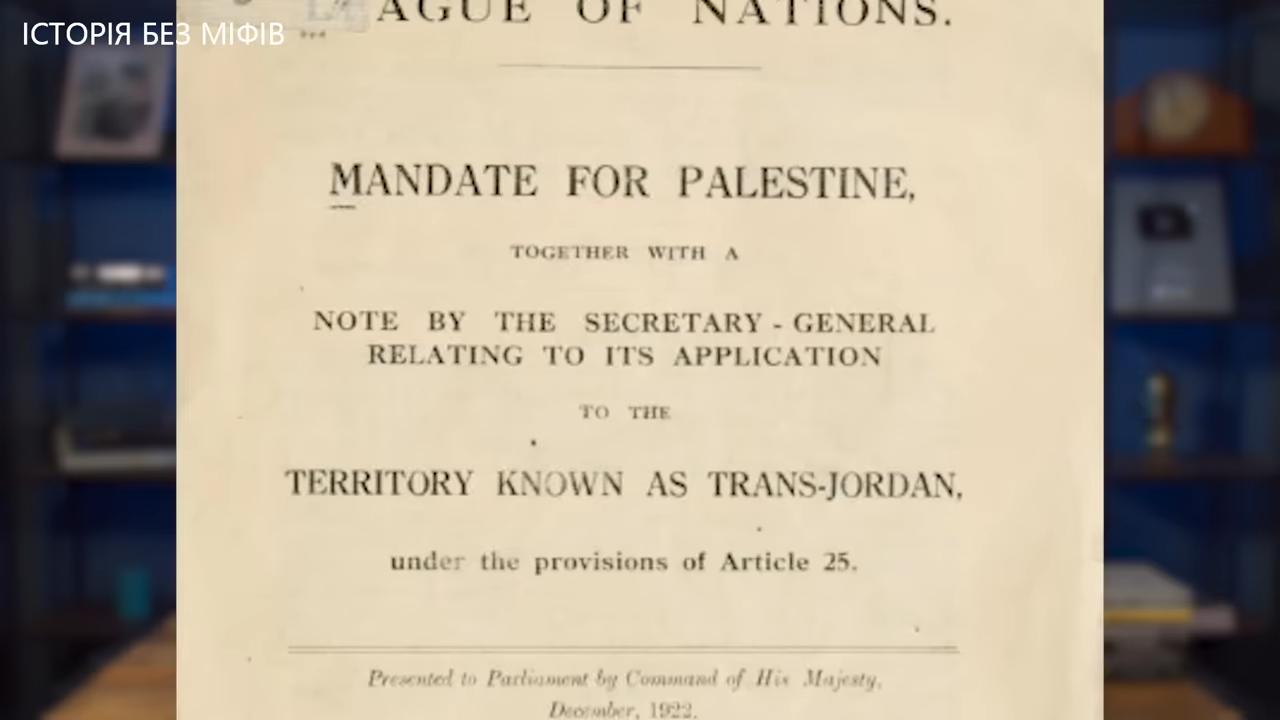 ІСТОРІЯ БЕЗ МІФІВ
AGUE OF NATIONS.
MANDATE FOR PALESTINE,
TOGETHER WITH A
NOTE BY THE SECRETARY - GENERAL
RELATING TO ITS APPLICATION
TO THE
TERRITORY KNOWN AS TRANS-JORDAN,
under the provisions of Article 25.
Presented to Parliament by Command of His Majesty,
December, 1922.